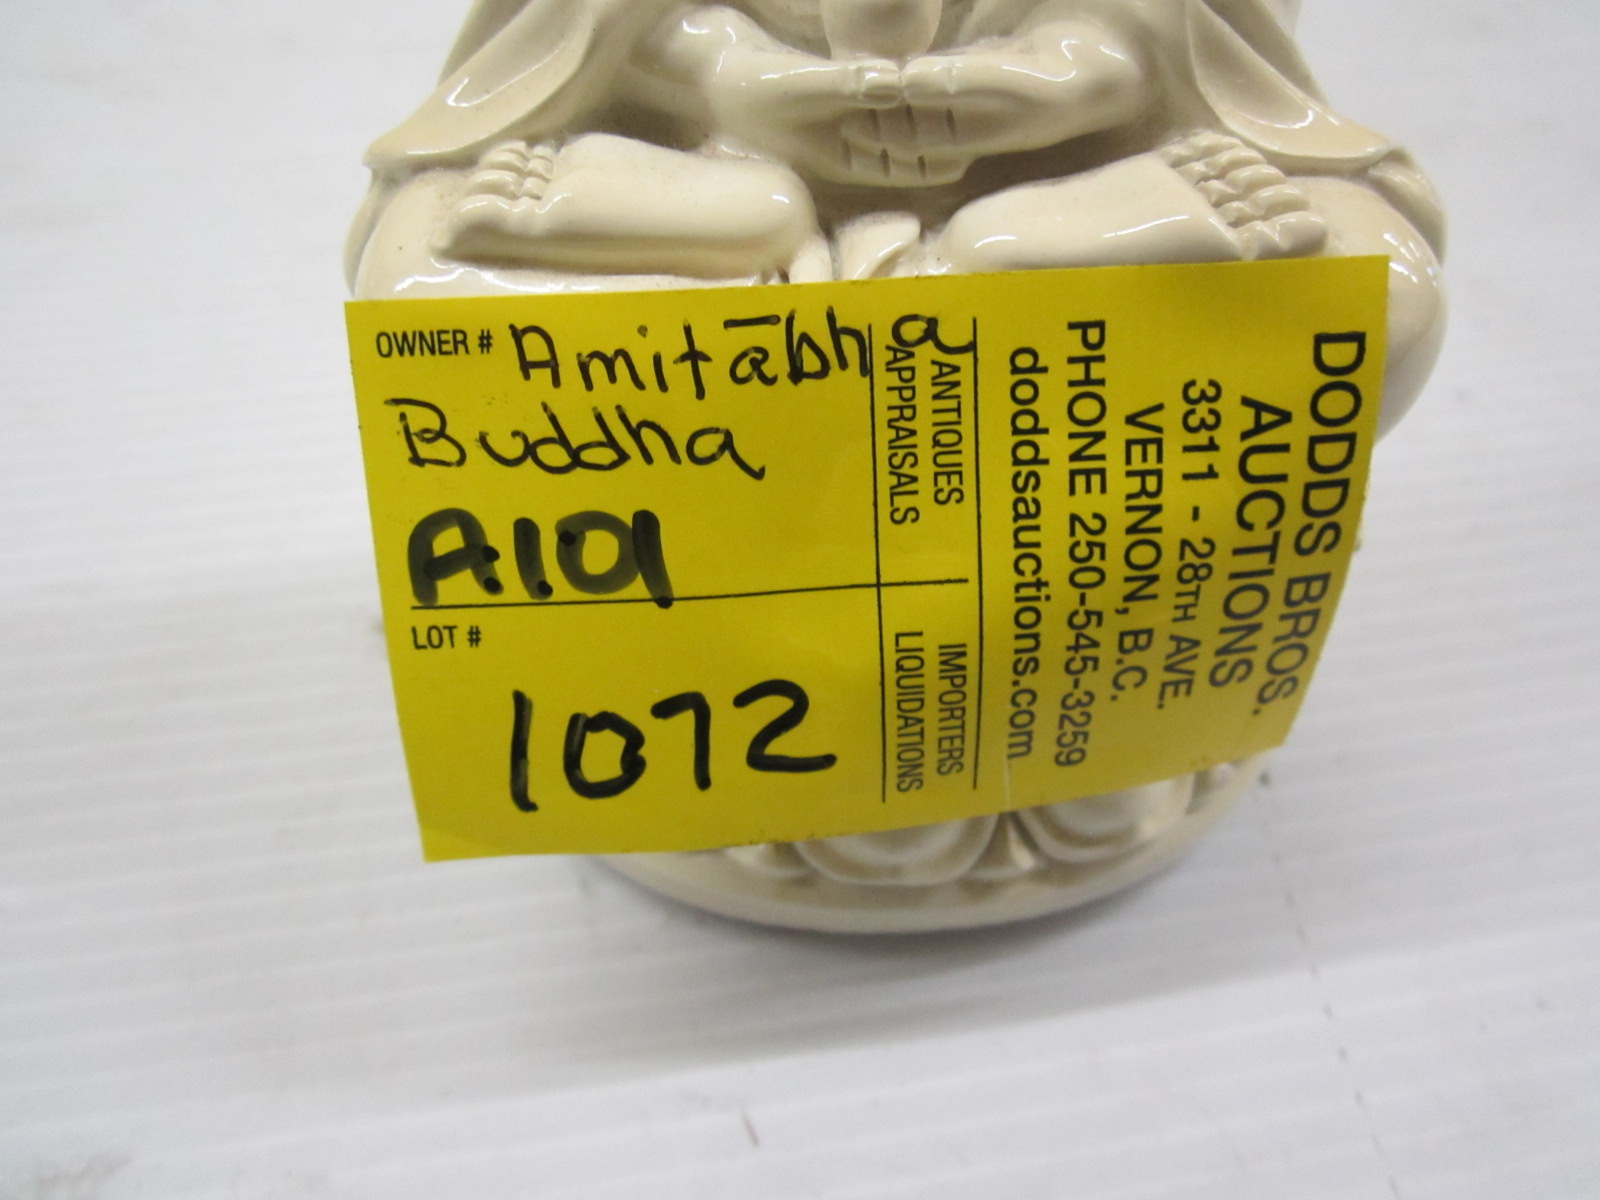 OWNER # Amitābha
Buddha
A101
LOT #
1072
ANTIQUES
APPRAISALS
IMPORTERS
LIQUIDATIONS
DODDS BROS.
AUCTIONS
3311 - 28TH AVE.
VERNON, B.C.
PHONE 250-545-3259
doddsauctions.com